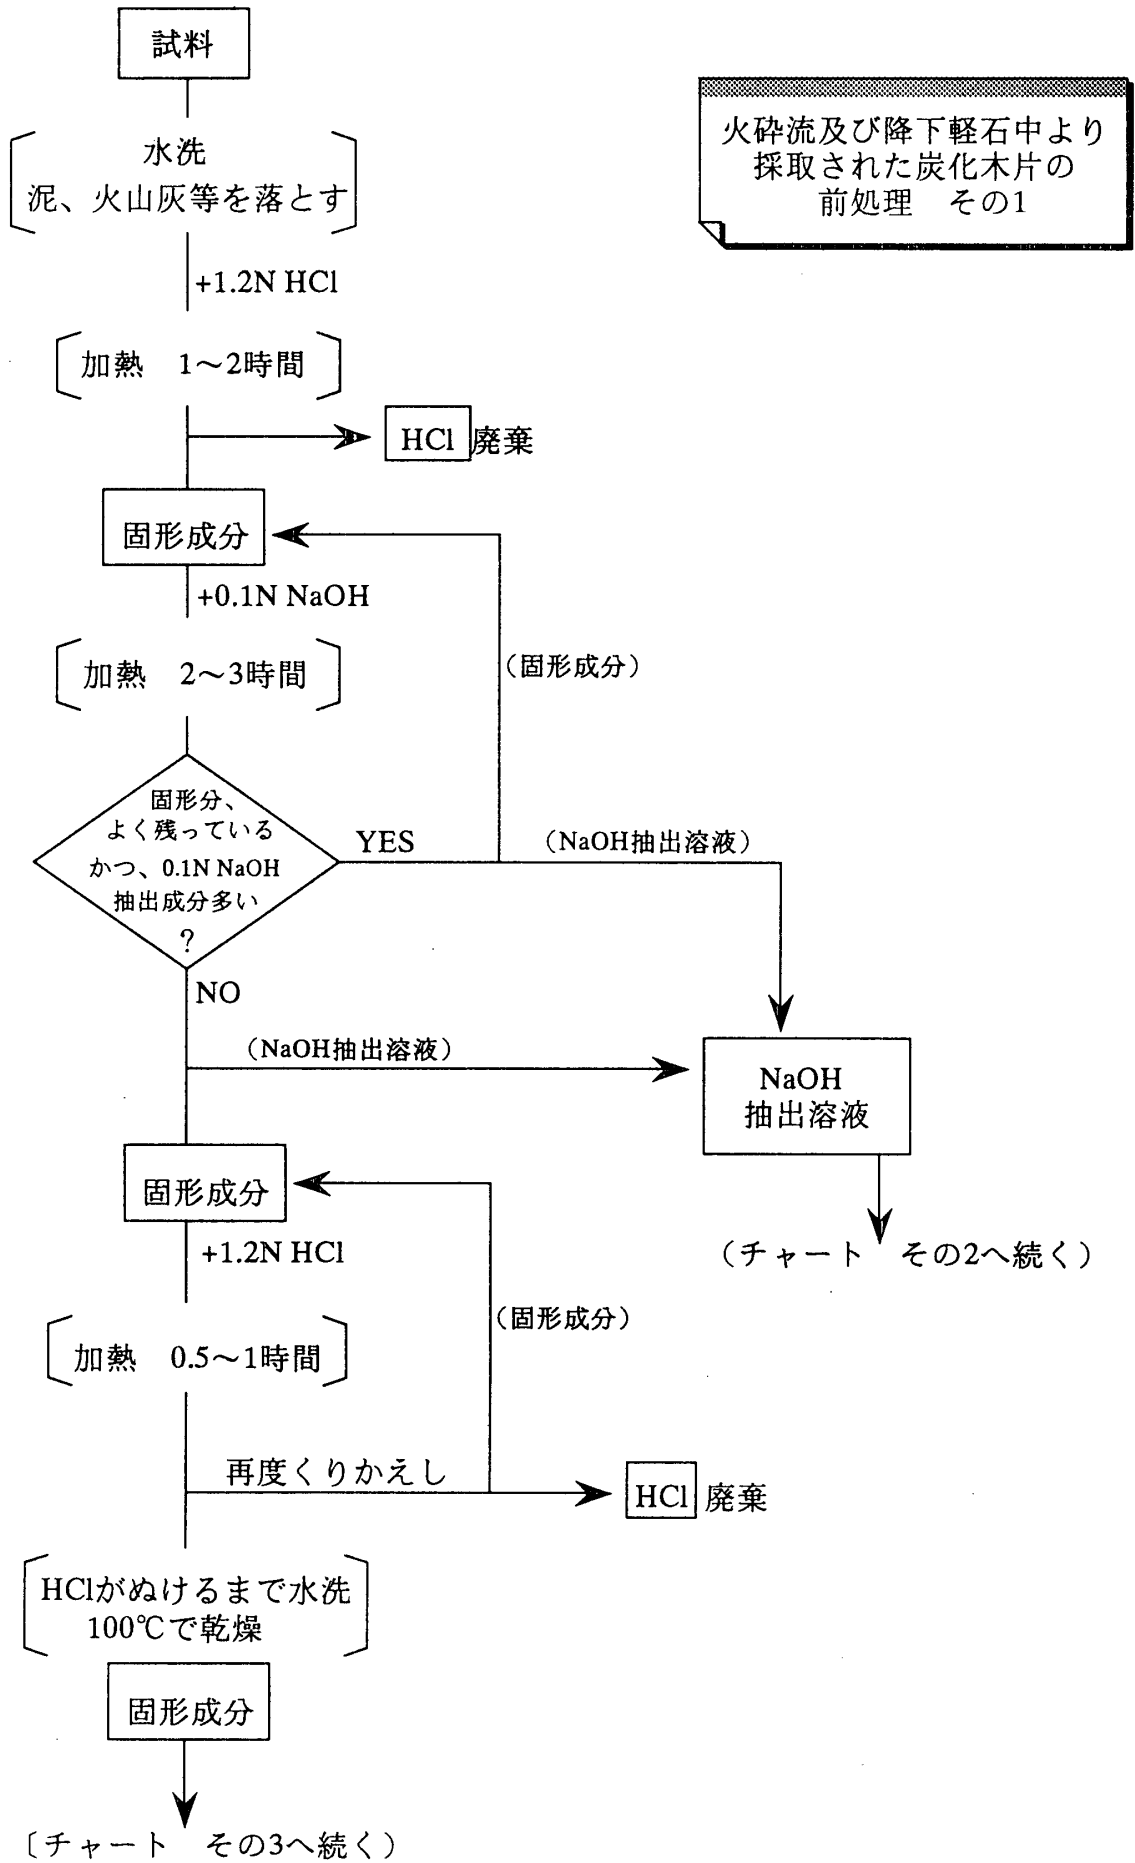 試料
火砕流及び降下軽石中より
採取された炭化木片の
前処理　その1
水洗
泥、火山灰等を落とす
+1.2N HCl
加熱　1～2時間
HCl 廃棄
固形成分
+0.1N NaOH
（固形成分）
加熱　2～3時間
固形分、
よく残っている
かつ、0.1N NaOH
抽出成分多い
?
YES
（NaOH抽出溶液）
NO
（NaOH抽出溶液）
NaOH
抽出溶液
固形成分
+1.2N HCl
（チャート　その2へ続く）
（固形成分）
加熱　0.5～1時間
再度くりかえし
HCl 廃棄
HClがぬけるまで水洗
100℃で乾燥
固形成分
〔チャート　その3へ続く）